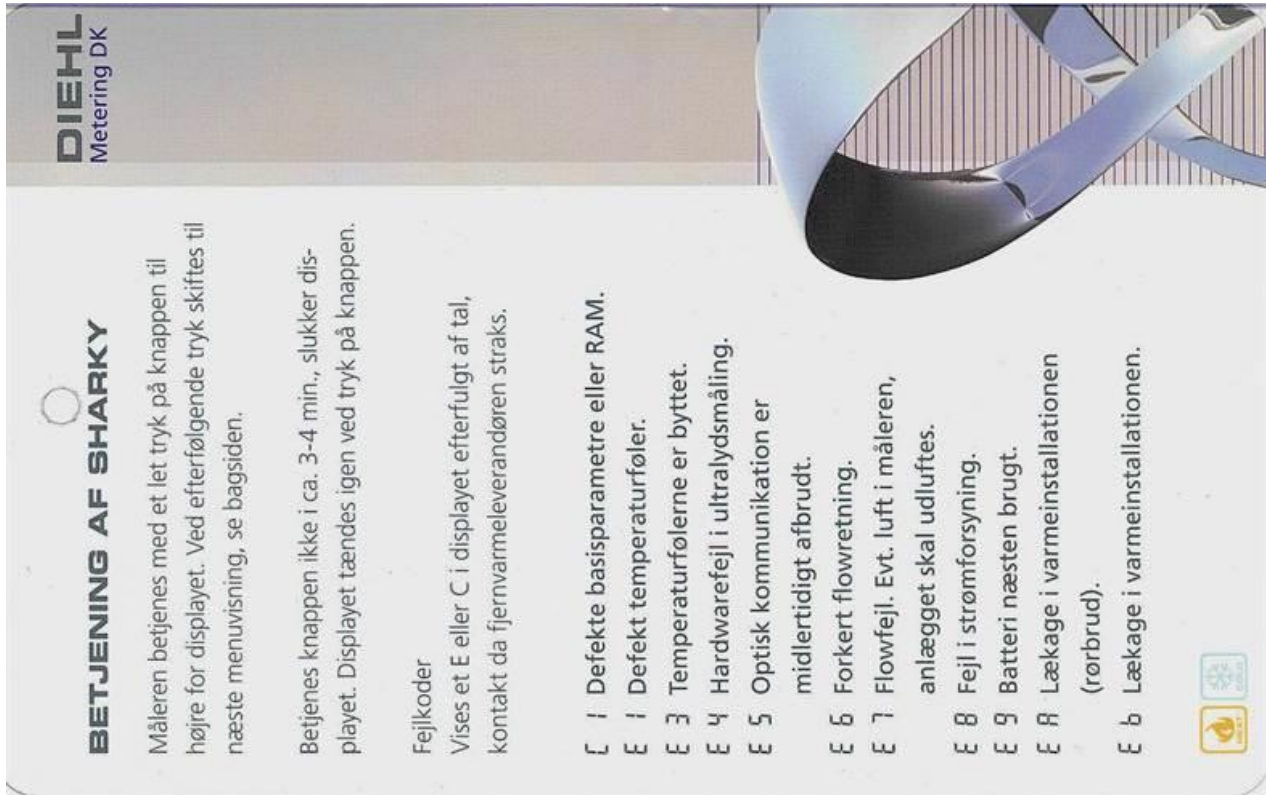 DIEHL
Metering DK
BETJENING AF SHARKY
Måleren betjenes med et let tryk på knappen til
højre for displayet. Ved efterfølgende tryk skiftes til
næste menuvisning, se bagsiden.
Betjenes knappen ikke i ca. 3-4 min., slukker dis-
playet. Displayet tændes igen ved tryk på knappen.
Fejlkoder
Vises et E eller C i displayet efterfulgt af tal,
kontakt da fjernvarmeleverandøren straks.
C 1 Defekte basisparametre eller RAM.
E 1 Defekt temperaturføler.
E 3 Temperaturfølerne er byttet.
E 4 Hardwarefejl i ultralydsmåling.
E 5 Optisk kommunikation er
midlertidigt afbrudt.
E 6 Forkert flowretning.
E 7 Flowfejl. Evt. luft i måleren,
anlægget skal udluftes.
E 8 Fejl i strømforsyning.
E 9 Batteri næsten brugt.
E A Lækage i varmeinstallationen
(rørbrud).
E b Lækage i varmeinstallationen.
HEAT